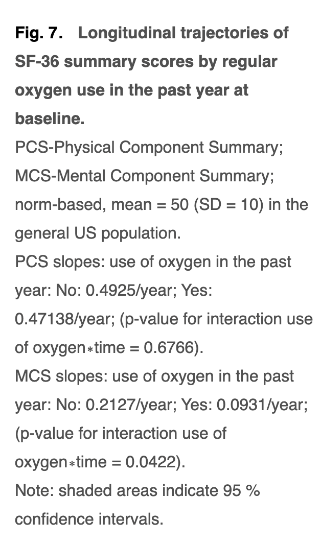 Fig. 7. Longitudinal trajectories of
SF-36 summary scores by regular
oxygen use in the past year at
baseline.
PCS-Physical Component Summary;
MCS-Mental Component Summary;
norm-based, mean = 50 (SD = 10) in the
general US population.
PCS slopes: use of oxygen in the past
year: No: 0.4925/year; Yes:
0.47138/year; (p-value for interaction use
of oxygen∗time = 0.6766).
MCS slopes: use of oxygen in the past
year: No: 0.2127/year; Yes: 0.0931/year;
(p-value for interaction use of
oxygen∗time = 0.0422).
Note: shaded areas indicate 95 %
confidence intervals.